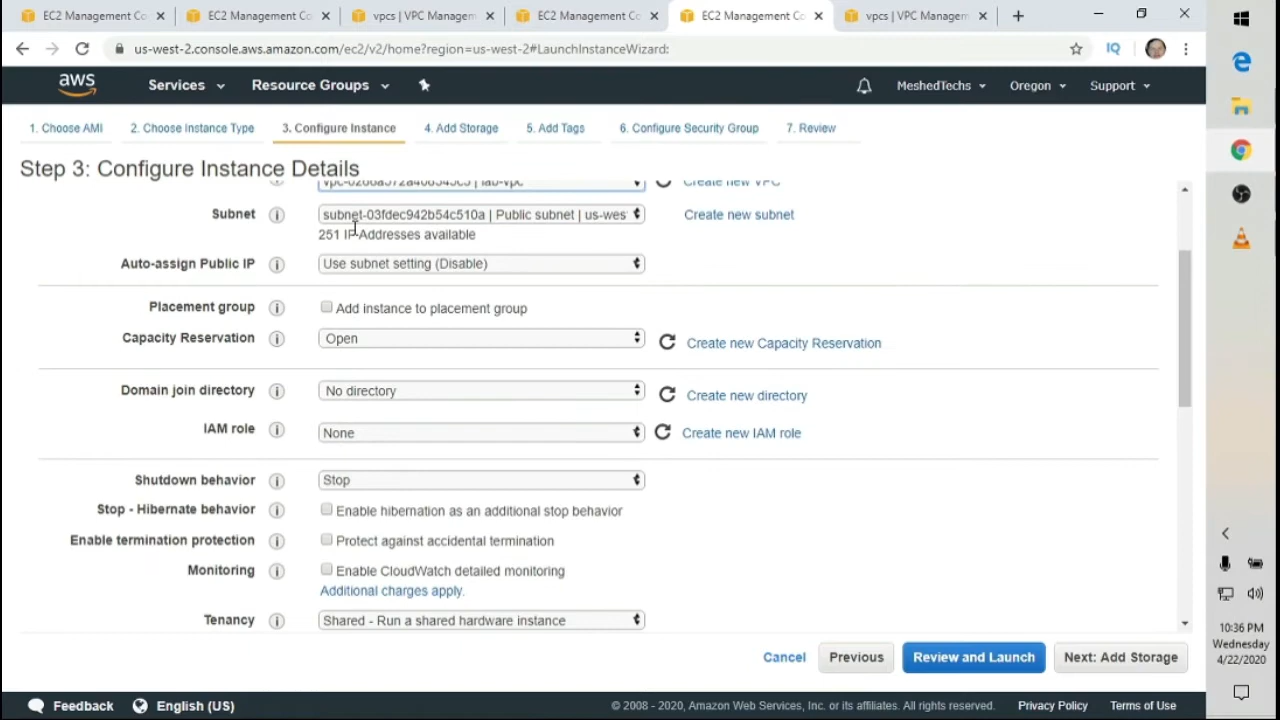 EC2 Management Co
EC2 Management Co
vpcs | VPC Managem
EC2 Management Co
EC2 Management Co
vpcs | VPC Managem
us-west-2.console.aws.amazon.com/ec2/v2/home?region=us-west-2#LaunchInstanceWizard:
IQ
aws
Services
Resource Groups
MeshedTechs
Oregon
Support
1. Choose AMI
2. Choose Instance Type
3. Configure Instance
4. Add Storage
5. Add Tags
6. Configure Security Group
7. Review
Step 3: Configure Instance Details
lab-vpc
Create new VPC
Subnet
subnet-03fdec942b54c510a | Public subnet | us-wes
Create new subnet
251 IP Addresses available
Auto-assign Public IP
Use subnet setting (Disable)
Placement group
Add instance to placement group
Capacity Reservation
Open
Create new Capacity Reservation
Domain join directory
No directory
Create new directory
IAM role
None
Create new IAM role
Shutdown behavior
Stop
Stop - Hibernate behavior
Enable hibernation as an additional stop behavior
Enable termination protection
Protect against accidental termination
Monitoring
Enable CloudWatch detailed monitoring
Additional charges apply.
Tenancy
Shared - Run a shared hardware instance
Cancel
Previous
Review and Launch
Next: Add Storage
Feedback
English (US)
© 2008 - 2020, Amazon Web Services, Inc. or its affiliates. All rights reserved.
Privacy Policy
Terms of Use
10:36 PM
Wednesday
4/22/2020